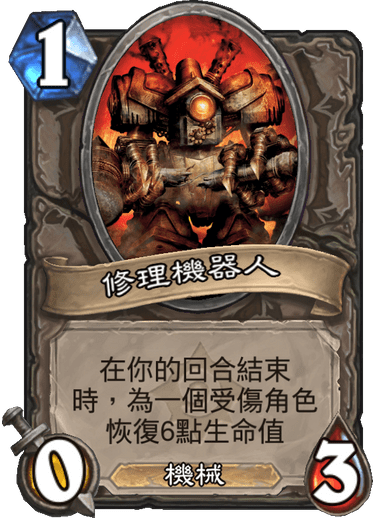 1
修理機器人
在你的回合結束
時，為一個受傷角色
恢復6點生命值
機械
0
3